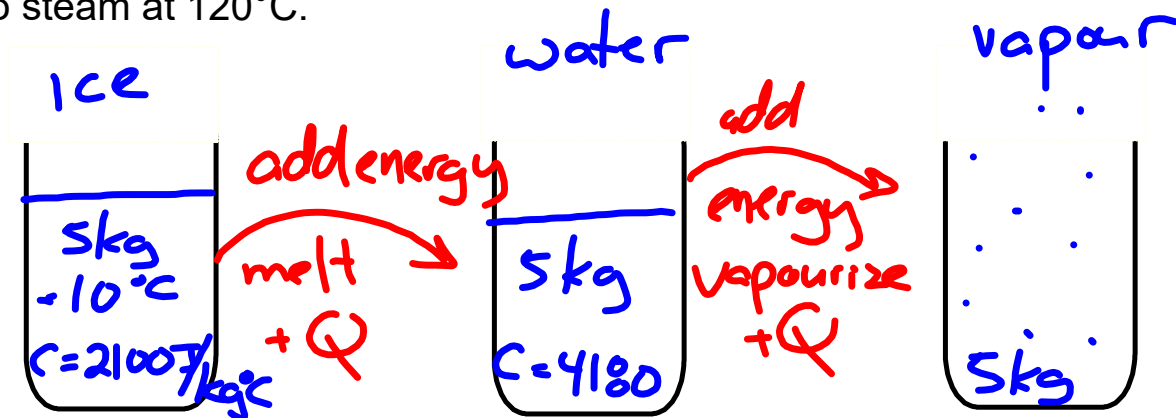 steam at 120°C.
ice
water
vapour
add energy
add
energy
melt
vapourize
+Q
+Q
5kg
-10°C
C=2100J/kg°C
5kg
C=4180
5kg